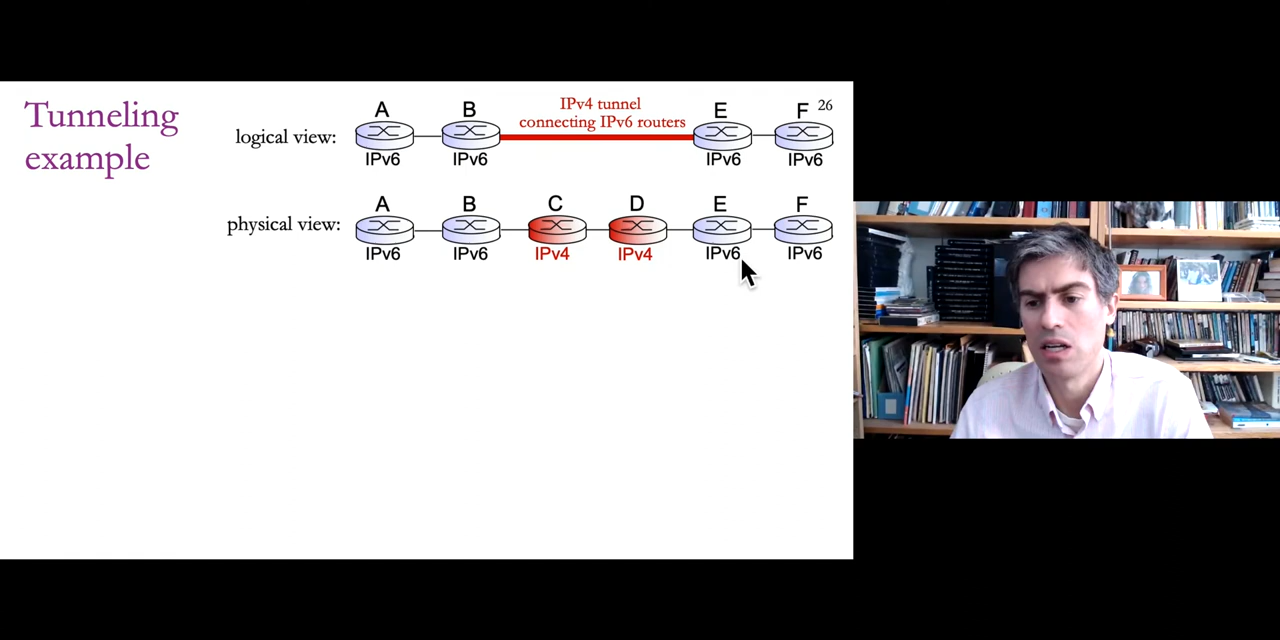 Tunneling
example
26
IPv4 tunnel
connecting IPv6 routers
logical view:
A B E F
IPv6 IPv6 IPv6 IPv6
physical view:
A B C D E F
IPv6 IPv6 IPv4 IPv4 IPv6 IPv6